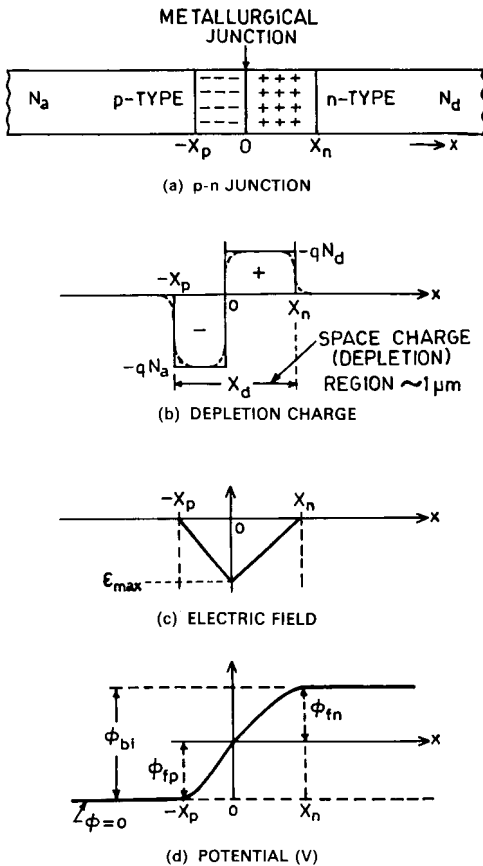 METALLURGICAL
JUNCTION
Na p-TYPE n-TYPE Nd
-Xp 0 Xn x
(a) p-n JUNCTION
-Xp + -qNd
0 Xn x
-
-qNa Xd SPACE CHARGE
(DEPLETION)
REGION ~1μm
(b) DEPLETION CHARGE
-Xp Xn x
0
Ɛmax
(c) ELECTRIC FIELD
ϕbi ϕfp ϕfn x
ϕ=0 -Xp 0 Xn
(d) POTENTIAL (V)